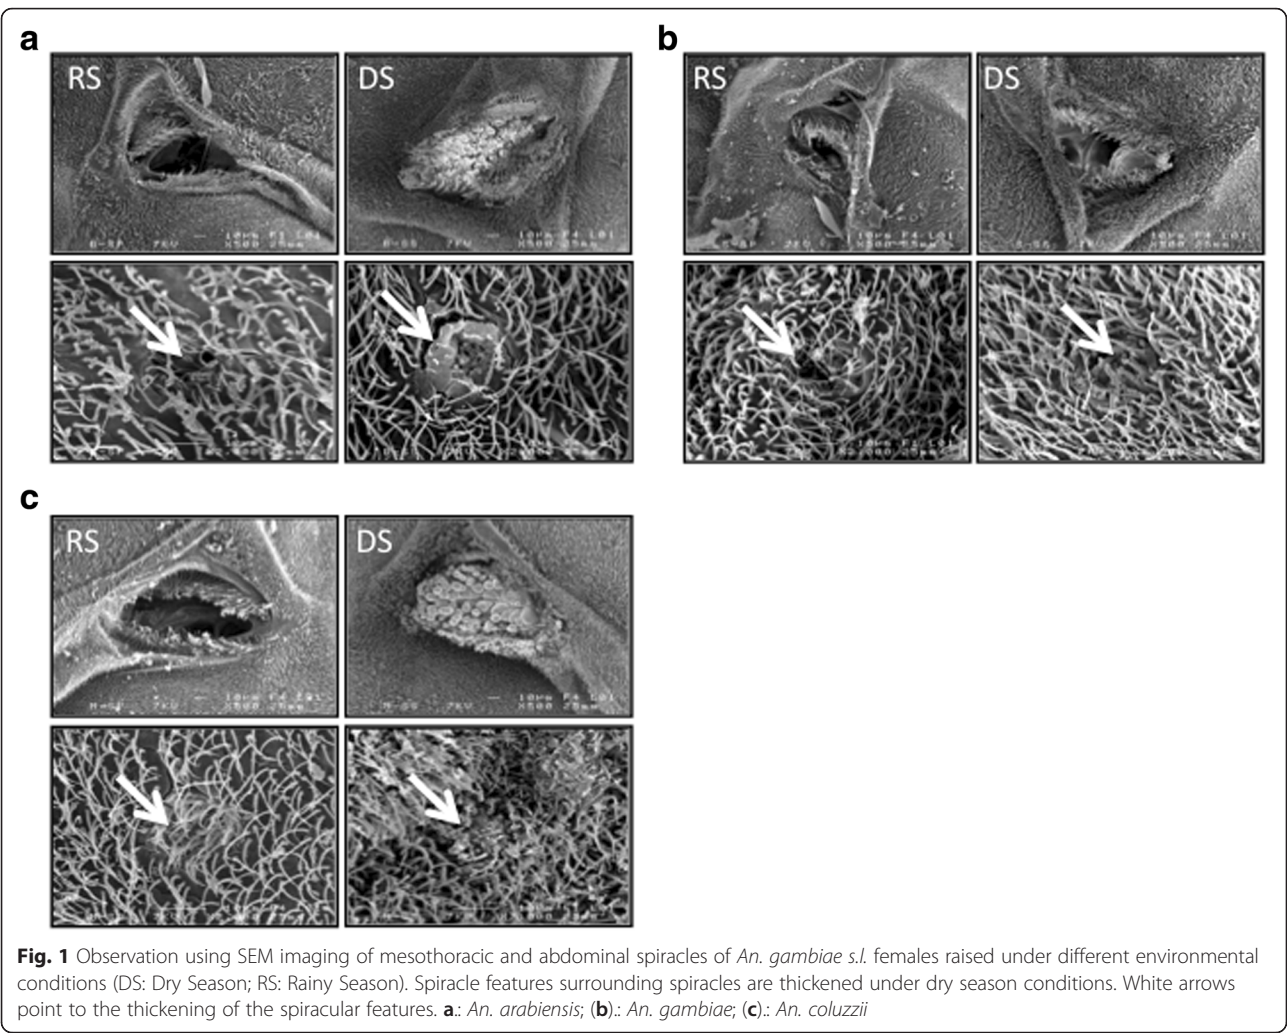 a
b
RS
DS
RS
DS
c
RS
DS
Fig. 1 Observation using SEM imaging of mesothoracic and abdominal spiracles of An. gambiae s.l. females raised under different environmental
conditions (DS: Dry Season; RS: Rainy Season). Spiracle features surrounding spiracles are thickened under dry season conditions. White arrows
point to the thickening of the spiracular features. a.: An. arabiensis; (b).: An. gambiae; (c).: An. coluzzii